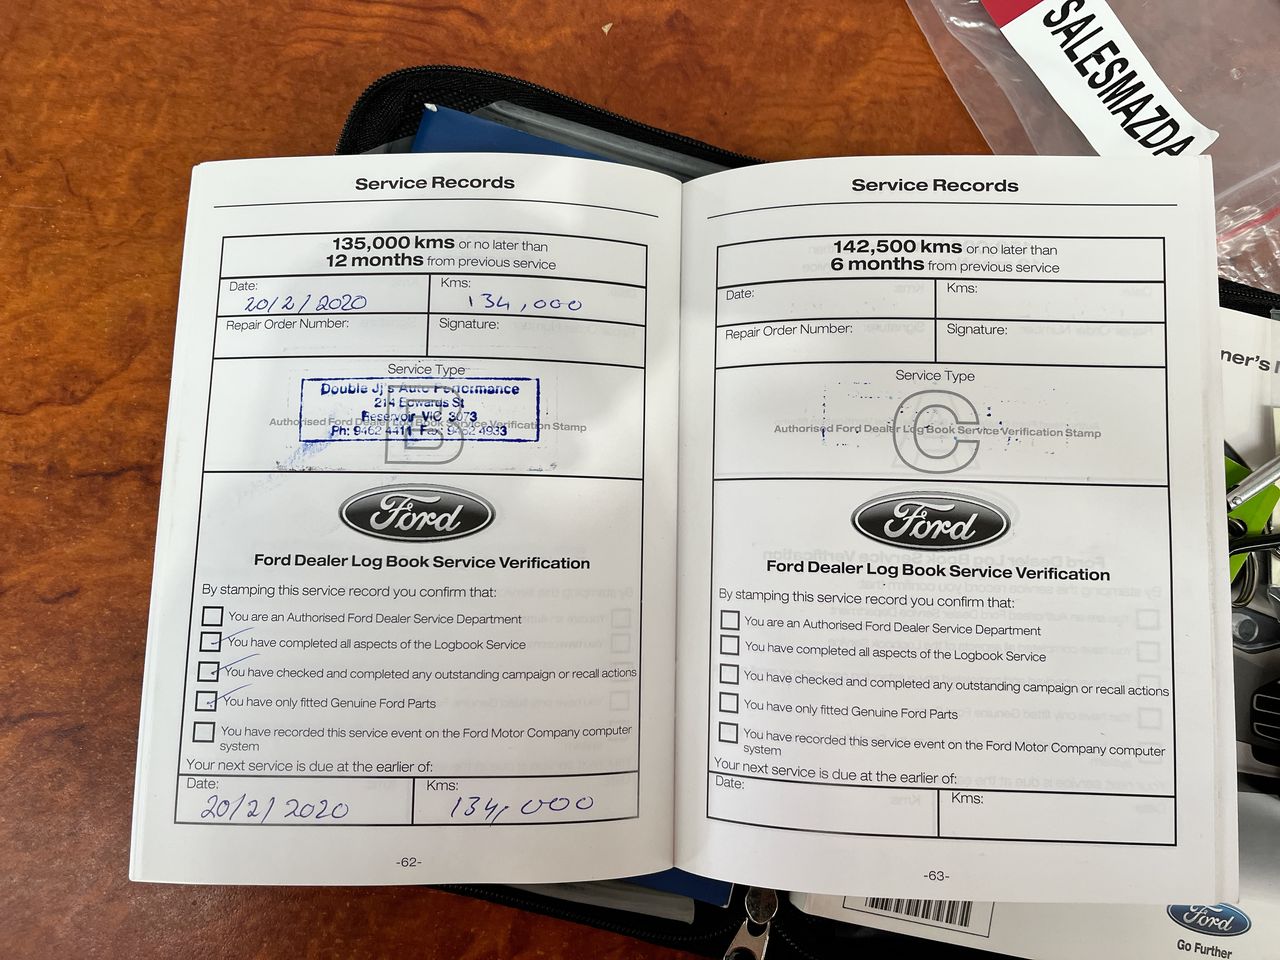 SALESMAZDA
Service Records
135,000 kms or no later than
12 months from previous service
Date:
20/2/2020
Kms:
134,000
Repair Order Number:
Signature:
Service Type
B
Authorised Ford Dealer Log Book Service Verification Stamp
Double Jj's Auto Performance
214 Edwards St
Reservoir VIC 3073
Ph: 9462 4411 Fax: 9462 4933
Ford
Ford Dealer Log Book Service Verification
By stamping this service record you confirm that:
You are an Authorised Ford Dealer Service Department
You have completed all aspects of the Logbook Service
You have checked and completed any outstanding campaign or recall actions
You have only fitted Genuine Ford Parts
You have recorded this service event on the Ford Motor Company computer
system
Your next service is due at the earlier of:
Date:
20/2/2020
Kms:
134,000
-62-
Service Records
142,500 kms or no later than
6 months from previous service
Date:
Kms:
Repair Order Number:
Signature:
Service Type
C
Authorised Ford Dealer Log Book Service Verification Stamp
Ford
Ford Dealer Log Book Service Verification
By stamping this service record you confirm that:
You are an Authorised Ford Dealer Service Department
You have completed all aspects of the Logbook Service
You have checked and completed any outstanding campaign or recall actions
You have only fitted Genuine Ford Parts
You have recorded this service event on the Ford Motor Company computer
system
Your next service is due at the earlier of:
Date:
Kms:
-63-
ner's
Ford
Go Further